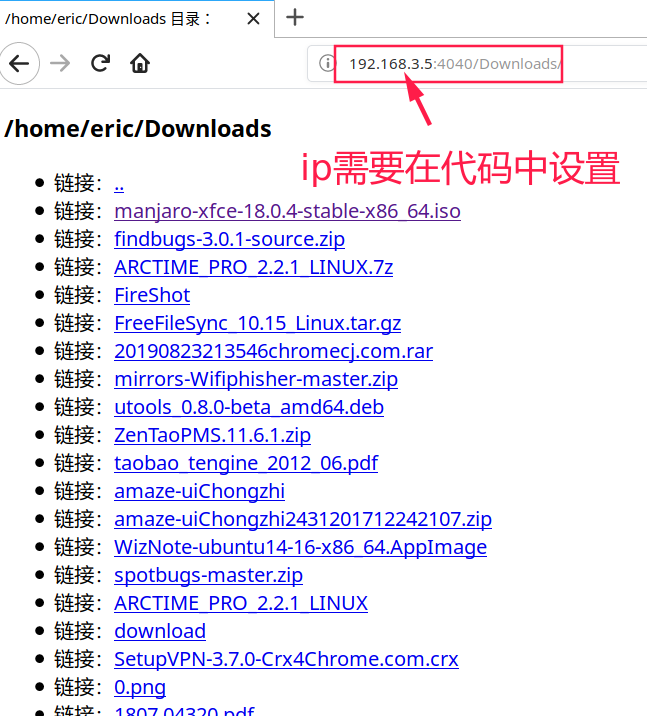 /home/eric/Downloads 目录：
192.168.3.5:4040/Downloads/
/home/eric/Downloads
ip需要在代码中设置
链接：..
链接：manjaro-xfce-18.0.4-stable-x86_64.iso
链接：findbugs-3.0.1-source.zip
链接：ARCTIME_PRO_2.2.1_LINUX.7z
链接：FireShot
链接：FreeFileSync_10.15_Linux.tar.gz
链接：20190823213546chromecj.com.rar
链接：mirrors-Wifiphisher-master.zip
链接：utools_0.8.0-beta_amd64.deb
链接：ZenTaoPMS.11.6.1.zip
链接：taobao_tengine_2012_06.pdf
链接：amaze-uiChongzhi
链接：amaze-uiChongzhi2431201712242107.zip
链接：WizNote-ubuntu14-16-x86_64.AppImage
链接：spotbugs-master.zip
链接：ARCTIME_PRO_2.2.1_LINUX
链接：download
链接：SetupVPN-3.7.0-Crx4Chrome.com.crx
链接：0.png
链接：1807.04320.pdf